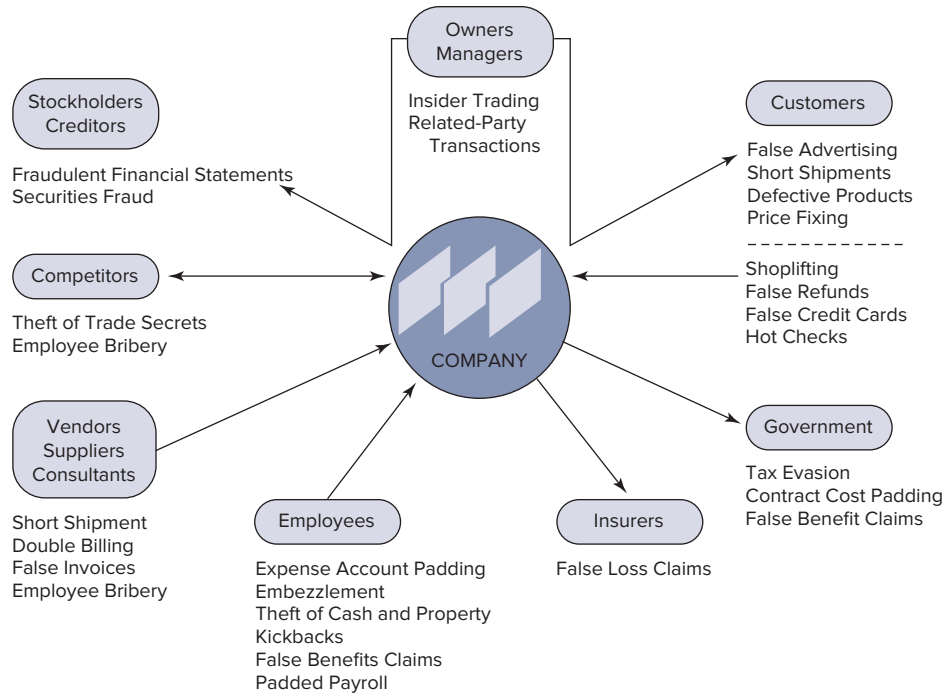 Owners
Managers
Insider Trading
Related-Party
Transactions
Stockholders
Creditors
Fraudulent Financial Statements
Securities Fraud
Customers
False Advertising
Short Shipments
Defective Products
Price Fixing
Shoplifting
False Refunds
False Credit Cards
Hot Checks
Competitors
Theft of Trade Secrets
Employee Bribery
COMPANY
Vendors
Suppliers
Consultants
Short Shipment
Double Billing
False Invoices
Employee Bribery
Employees
Expense Account Padding
Embezzlement
Theft of Cash and Property
Kickbacks
False Benefits Claims
Padded Payroll
Insurers
False Loss Claims
Government
Tax Evasion
Contract Cost Padding
False Benefit Claims